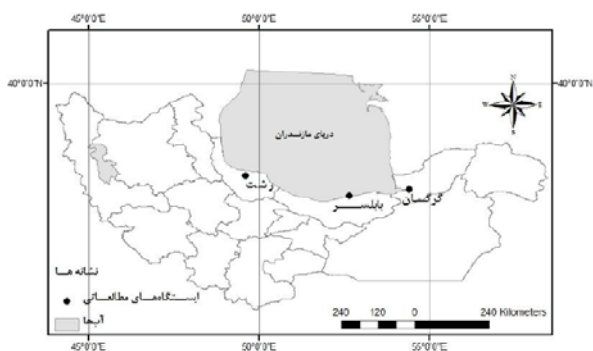 45°0'0"E 50°0'0"E 55°0'0"E
40°0'0"N 40°0'0"N
N
W E
S
دریای مازندران
رشت
بابلسر
گرگان
نشانه ها
ایستگاه‌های مطالعاتی
آبها
240 120 0 240 Kilometers
45°0'0"E 50°0'0"E 55°0'0"E